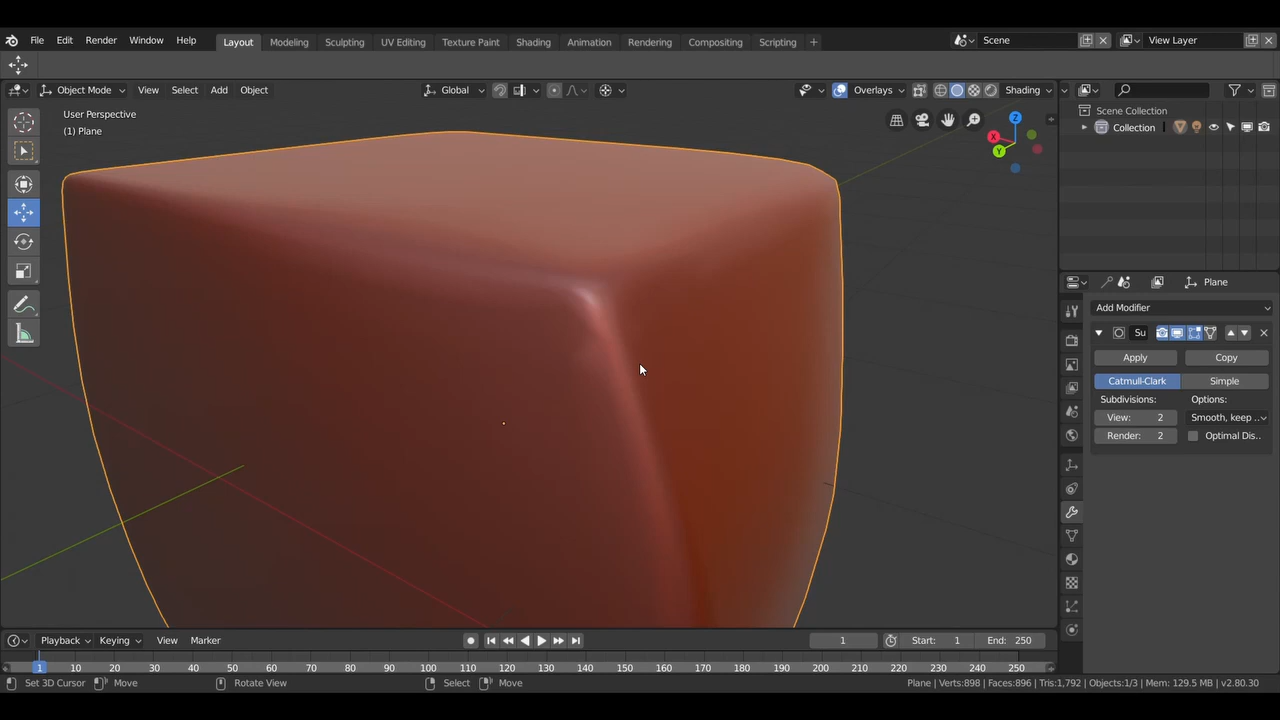 File Edit Render Window Help Layout Modeling Sculpting UV Editing Texture Paint Shading Animation Rendering Compositing Scripting + Scene View Layer
Object Mode View Select Add Object Global Overlays Shading
User Perspective
(1) Plane
X
Y
Z
Scene Collection
Collection
Plane
Add Modifier
Su
Apply Copy
Catmull-Clark Simple
Subdivisions: Options:
View: 2 Smooth, keep ..
Render: 2 Optimal Dis..
Playback Keying View Marker 1 Start: 1 End: 250
1 10 20 30 40 50 60 70 80 90 100 110 120 130 140 150 160 170 180 190 200 210 220 230 240 250
Set 3D Cursor Move Rotate View Select Move Plane | Verts:898 | Faces:896 | Tris:1,792 | Objects:1/3 | Mem: 129.5 MB | v2.80.30